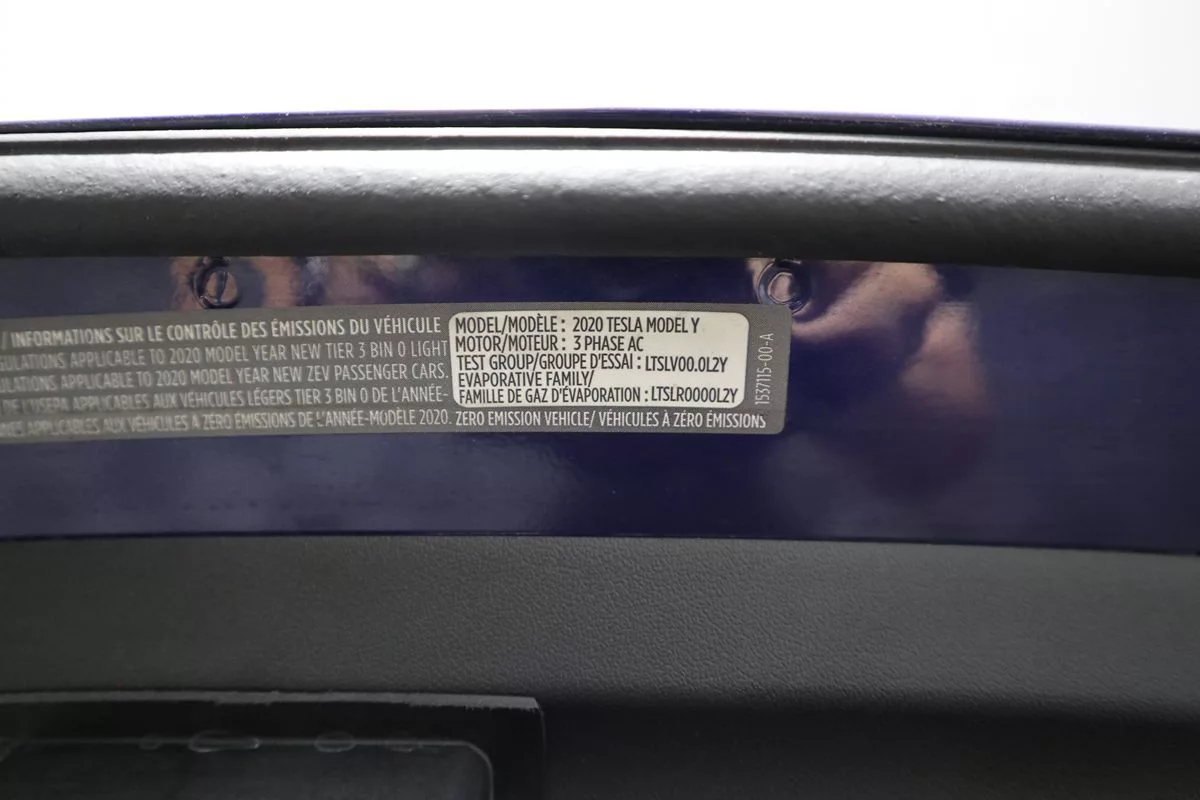 / INFORMATIONS SUR LE CONTRÔLE DES ÉMISSIONS DU VÉHICULE
APPLICABLE TO 2020 MODEL YEAR NEW TIER 3 BIN 0 LIGHT
APPLICABLE TO 2020 MODEL YEAR NEW ZEV PASSENGER CARS.
DE L'USEPA APPLICABLES AUX VÉHICULES LÉGERS TIER 3 BIN 0 DE L'ANNÉE-
APPLICABLES AUX VÉHICULES À ZÉRO ÉMISSIONS DE L'ANNÉE-MODÈLE 2020.
MODEL/MODÈLE : 2020 TESLA MODEL Y
MOTOR/MOTEUR : 3 PHASE AC
TEST GROUP/GROUPE D'ESSAI : LTSLV00.0L2Y
EVAPORATIVE FAMILY/
FAMILLE DE GAZ D'ÉVAPORATION : LTSLR0000L2Y
ZERO EMISSION VEHICLE/ VÉHICULES À ZÉRO ÉMISSIONS
1537115-00-A